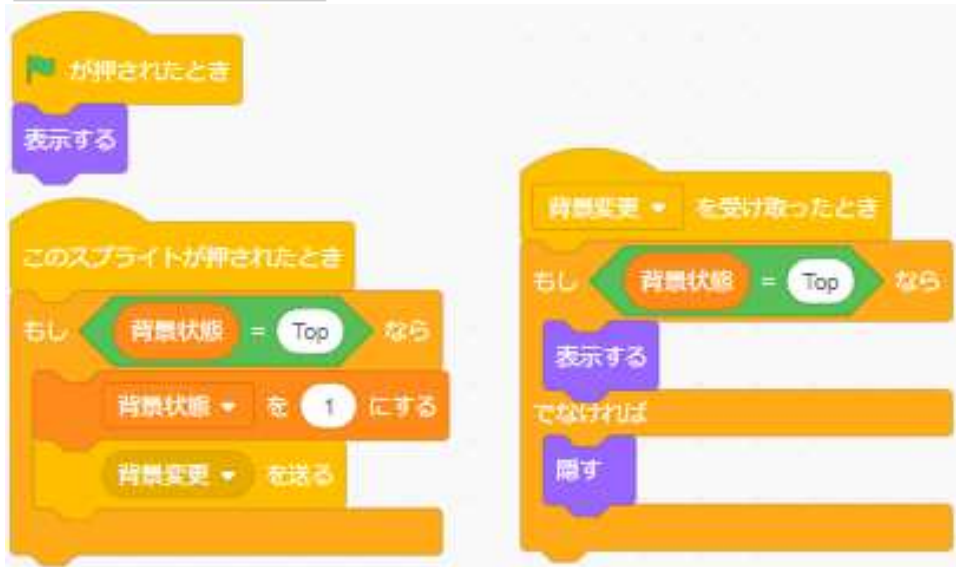 が押されたとき
表示する
このスプライトが押されたとき
もし 背景状態 = Top なら
背景状態 を 1 にする
背景変更 を送る
背景変更 を受け取ったとき
もし 背景状態 = Top なら
表示する
でなければ
隠す